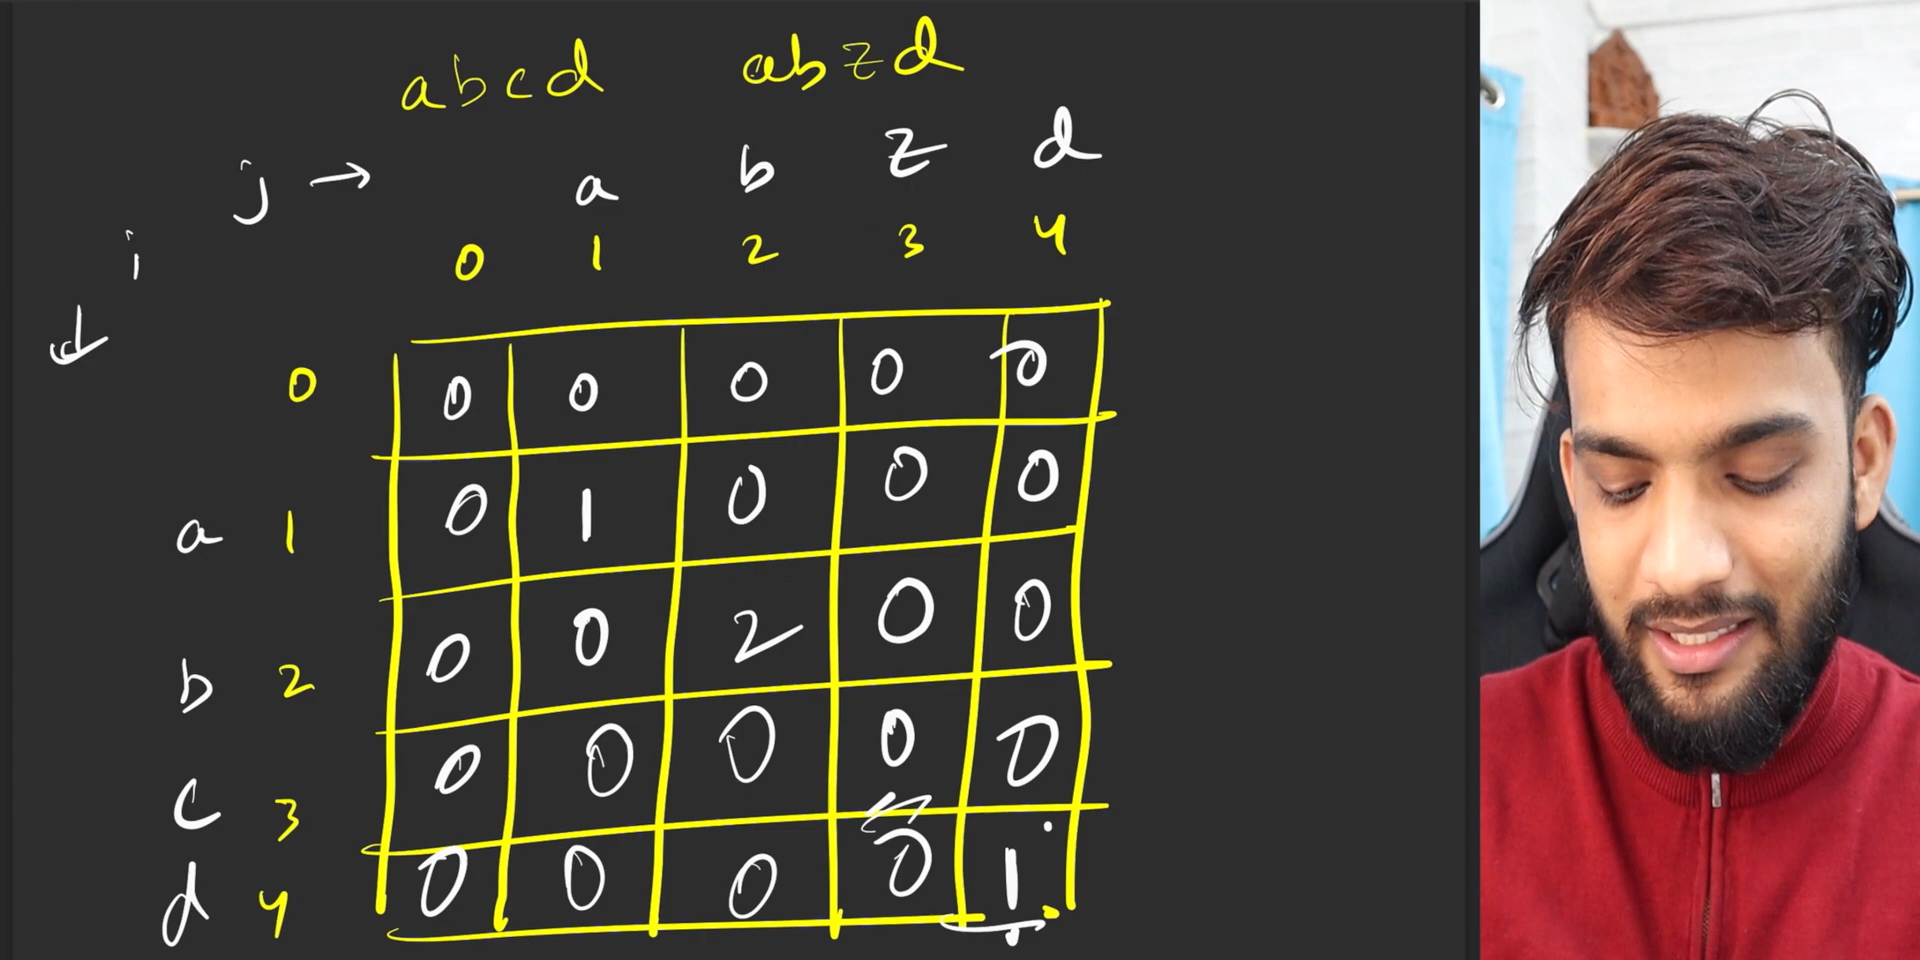 abcd abzd
j → a b z d
i 0 1 2 3 4
0 0 0 0 0 0
a 1 0 1 0 0 0
b 2 0 0 2 0 0
c 3 0 0 0 0 0
d 4 0 0 0 0 1